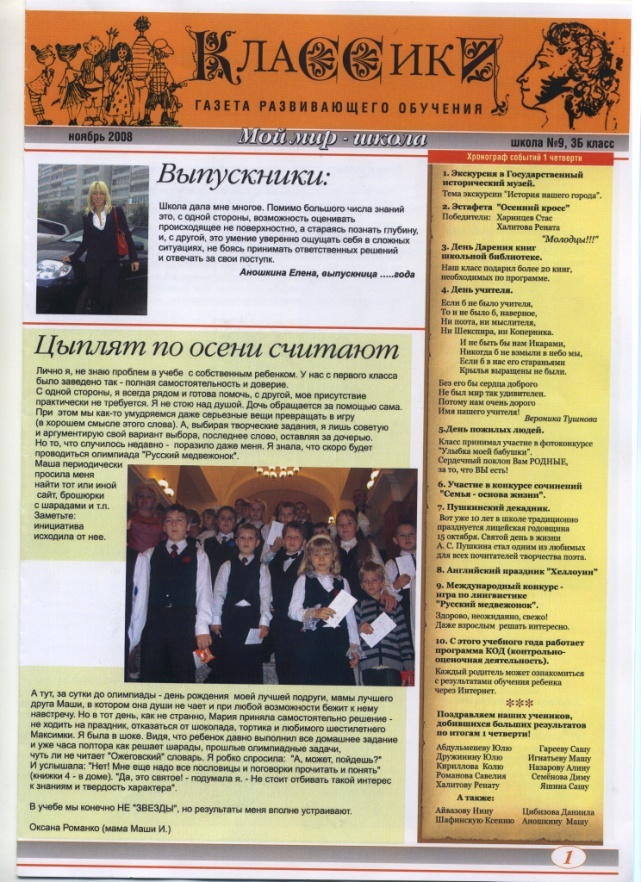 КлаССикИ
ГАЗЕТА РАЗВИВАЮЩЕГО ОБУЧЕНИЯ
ноябрь 2008
Мой мир - школа
школа №9, 3Б класс
Выпускники:
Школа дала мне многое. Помимо большого числа знаний
это, с одной стороны, возможность оценивать
происходящее не поверхностно, а стараясь познать глубину,
и, с другой, это умение уверенно ощущать себя в сложных
ситуациях, не боясь принимать ответственных решений
и отвечать за свои поступк.
Аношкина Елена, выпускница .....года
Цыплят по осени считают
Лично я, не знаю проблем в учебе с собственным ребенком. У нас с первого класса
было заведено так - полная самостоятельность и доверие.
С одной стороны, я всегда рядом и готова помочь, с другой, мое присутствие
практически не требуется. Я не стою над душой. Дочь обращается за помощью сама.
При этом мы как-то умудряемся даже серьезные вещи превращать в игру
(в хорошем смысле этого слова). А, выбирая творческие задания, я лишь советую
и аргументирую свой вариант выбора, последнее слово, оставляя за дочерью.
Но то, что случилось недавно - поразило даже меня. Я знала, что скоро будет
проводиться олимпиада "Русский медвежонок".
Маша периодически
просила меня
найти тот или иной
сайт, брошюрки
с шарадами и т.п.
Заметьте:
инициатива
исходила от нее.
А тут, за сутки до олимпиады - день рождения моей лучшей подруги, мамы лучшего
друга Маши, в котором она души не чает и при любой возможности бежит к нему
навстречу. Но в тот день, как не странно, Мария приняла самостоятельно решение -
не ходить на праздник, отказаться от шоколада, тортика и любимого шестилетнего
Максимки. Я была в шоке. Видя, что ребенок давно выполнил все домашнее задание
и уже часа полтора как решает шарады, прошлые олимпиадные задачи,
чуть ли не читает "Ожеговский" словарь. Я робко спросила: "А, может, пойдешь?"
И услышала: "Нет! Мне еще надо все пословицы и поговорки прочитать и понять"
(книжки 4 - в доме). "Да, это святое! - подумала я. - Не стоит отбивать такой интерес
к знаниям и твердость характера".
В учебе мы конечно НЕ "ЗВЕЗДЫ", но результаты меня вполне устраивают.
Оксана Романко (мама Маши И.)
Хронограф событий 1 четверти
1. Экскурсия в Государственный
исторический музей.
Тема экскурсии "История нашего города".
2. Эстафета "Осенний кросс"
Победители: Харинцев Стас
Халитова Рената
"Молодцы!!!"
3. День Дарения книг
школьной библиотеке.
Наш класс подарил более 20 книг,
необходимых по программе.
4. День учителя.
Если б не было учителя,
То и не было б, наверное,
Ни поэта, ни мыслителя,
Ни Шекспира, ни Коперника.
И не быть бы нам Икарами,
Никогда б не взмыли в небо мы,
Если б в нас его стараньями
Крылья выращены не были.
Без его бы сердца доброго
Не был мир так удивителен.
Потому нам очень дорого
Имя нашего учителя!
Вероника Тушнова
5.День пожилых людей.
Класс принимал участие в фотоконкурсе
"Улыбка моей бабушки".
Сердечный поклон Вам РОДНЫЕ,
за то, что ВЫ есть!
6. Участие в конкурсе сочинений
"Семья - основа жизни".
7. Пушкинский декадник.
Вот уже 10 лет в школе традиционно
празднуется лицейская годовщина
15 октября. Святой день в жизни
А. С. Пушкина стал одним из любимых
для всех почитателей творчества поэта.
8. Английский праздник "Хеллоуин"
9. Международный конкурс -
игра по лингвистике
"Русский медвежонок".
Здорово, неожиданно, свежо!
Даже взрослым решать интересно.
10. С этого учебного года работает
программа КОД (контрольно-
оценочная деятельность).
Каждый родитель может ознакомиться
с результатами обучения ребенка
через Интернет.
***
Поздравляем наших учеников,
добившихся больших результатов
по итогам 1 четверти!
Абдульменеву Юлю Гарееву Сашу
Дружинину Юлю Игнатьеву Машу
Кириллова Колю Назарову Алину
Романова Савелия Семёнова Диму
Халитову Ренату Яшина Сашу
А также:
Айвазову Нину Цибизова Даниила
Шафинскую Ксению Аношкину Машу
1